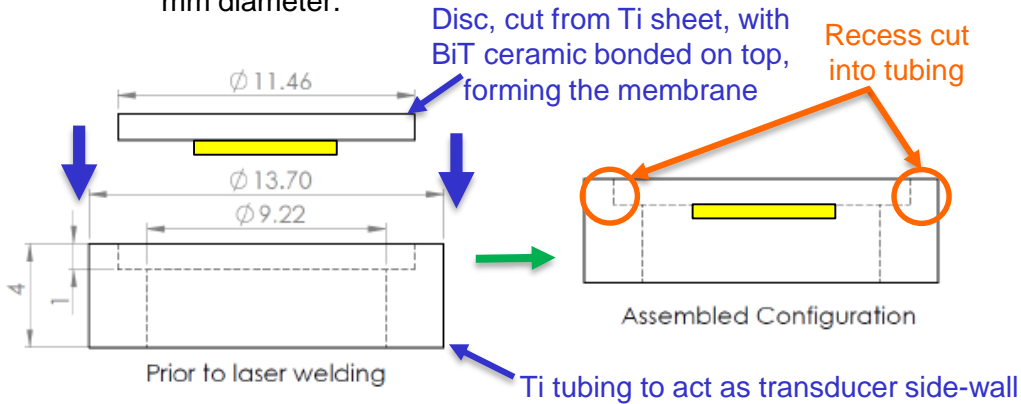 mm diameter.
Disc, cut from Ti sheet, with
BiT ceramic bonded on top,
forming the membrane
Recess cut
into tubing
∅11.46
∅13.70
∅9.22
4
1
Prior to laser welding
Assembled Configuration
Ti tubing to act as transducer side-wall